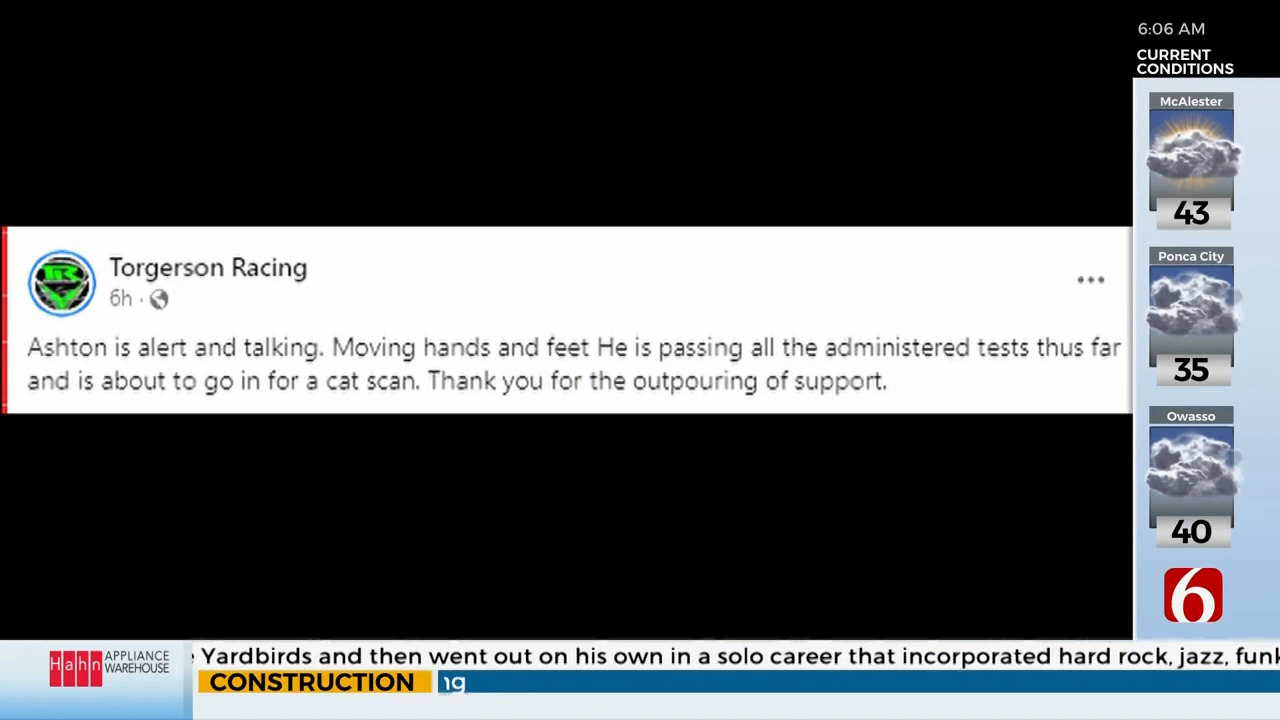 6:06 AM
CURRENT
CONDITIONS
McAlester
43
Ponca City
35
Owasso
40
6
Torgerson Racing
6h ·
Ashton is alert and talking. Moving hands and feet He is passing all the administered tests thus far
and is about to go in for a cat scan. Thank you for the outpouring of support.
Hahn APPLIANCE
WAREHOUSE
Yardbirds and then went out on his own in a solo career that incorporated hard rock, jazz, funk
CONSTRUCTION